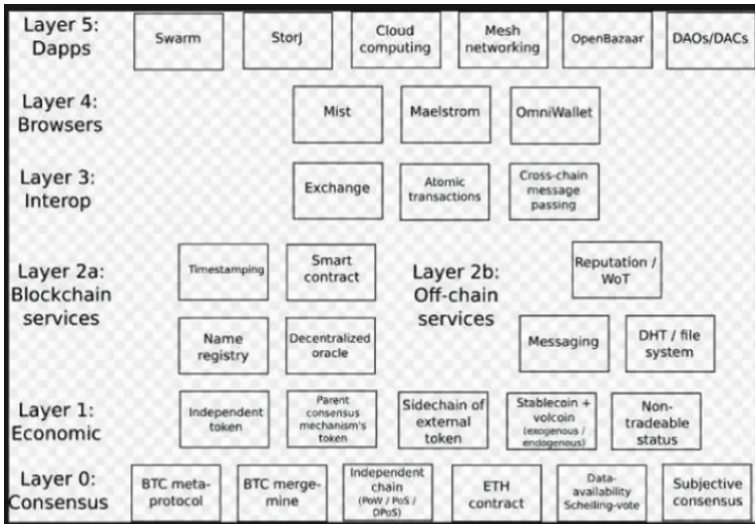 Layer 5:
Dapps
Swarm
StorJ
Cloud
computing
Mesh
networking
OpenBazaar
DAOs/DACs
Layer 4:
Browsers
Mist
Maelstrom
OmniWallet
Layer 3:
Interop
Exchange
Atomic
transactions
Cross-chain
message
passing
Layer 2a:
Blockchain
services
Timestamping
Smart
contract
Name
registry
Decentralized
oracle
Layer 2b:
Off-chain
services
Reputation /
WoT
Messaging
DHT / file
system
Layer 1:
Economic
Independent
token
Parent
consensus
mechanism's
token
Sidechain of
external
token
Stablecoin +
volcoin
(exogenous /
endogenous)
Non-
tradeable
status
Layer 0:
Consensus
BTC meta-
protocol
BTC merge-
mine
Independent
chain
(PoW / PoS /
DPoS)
ETH
contract
Data-
availability
Schelling-vote
Subjective
consensus